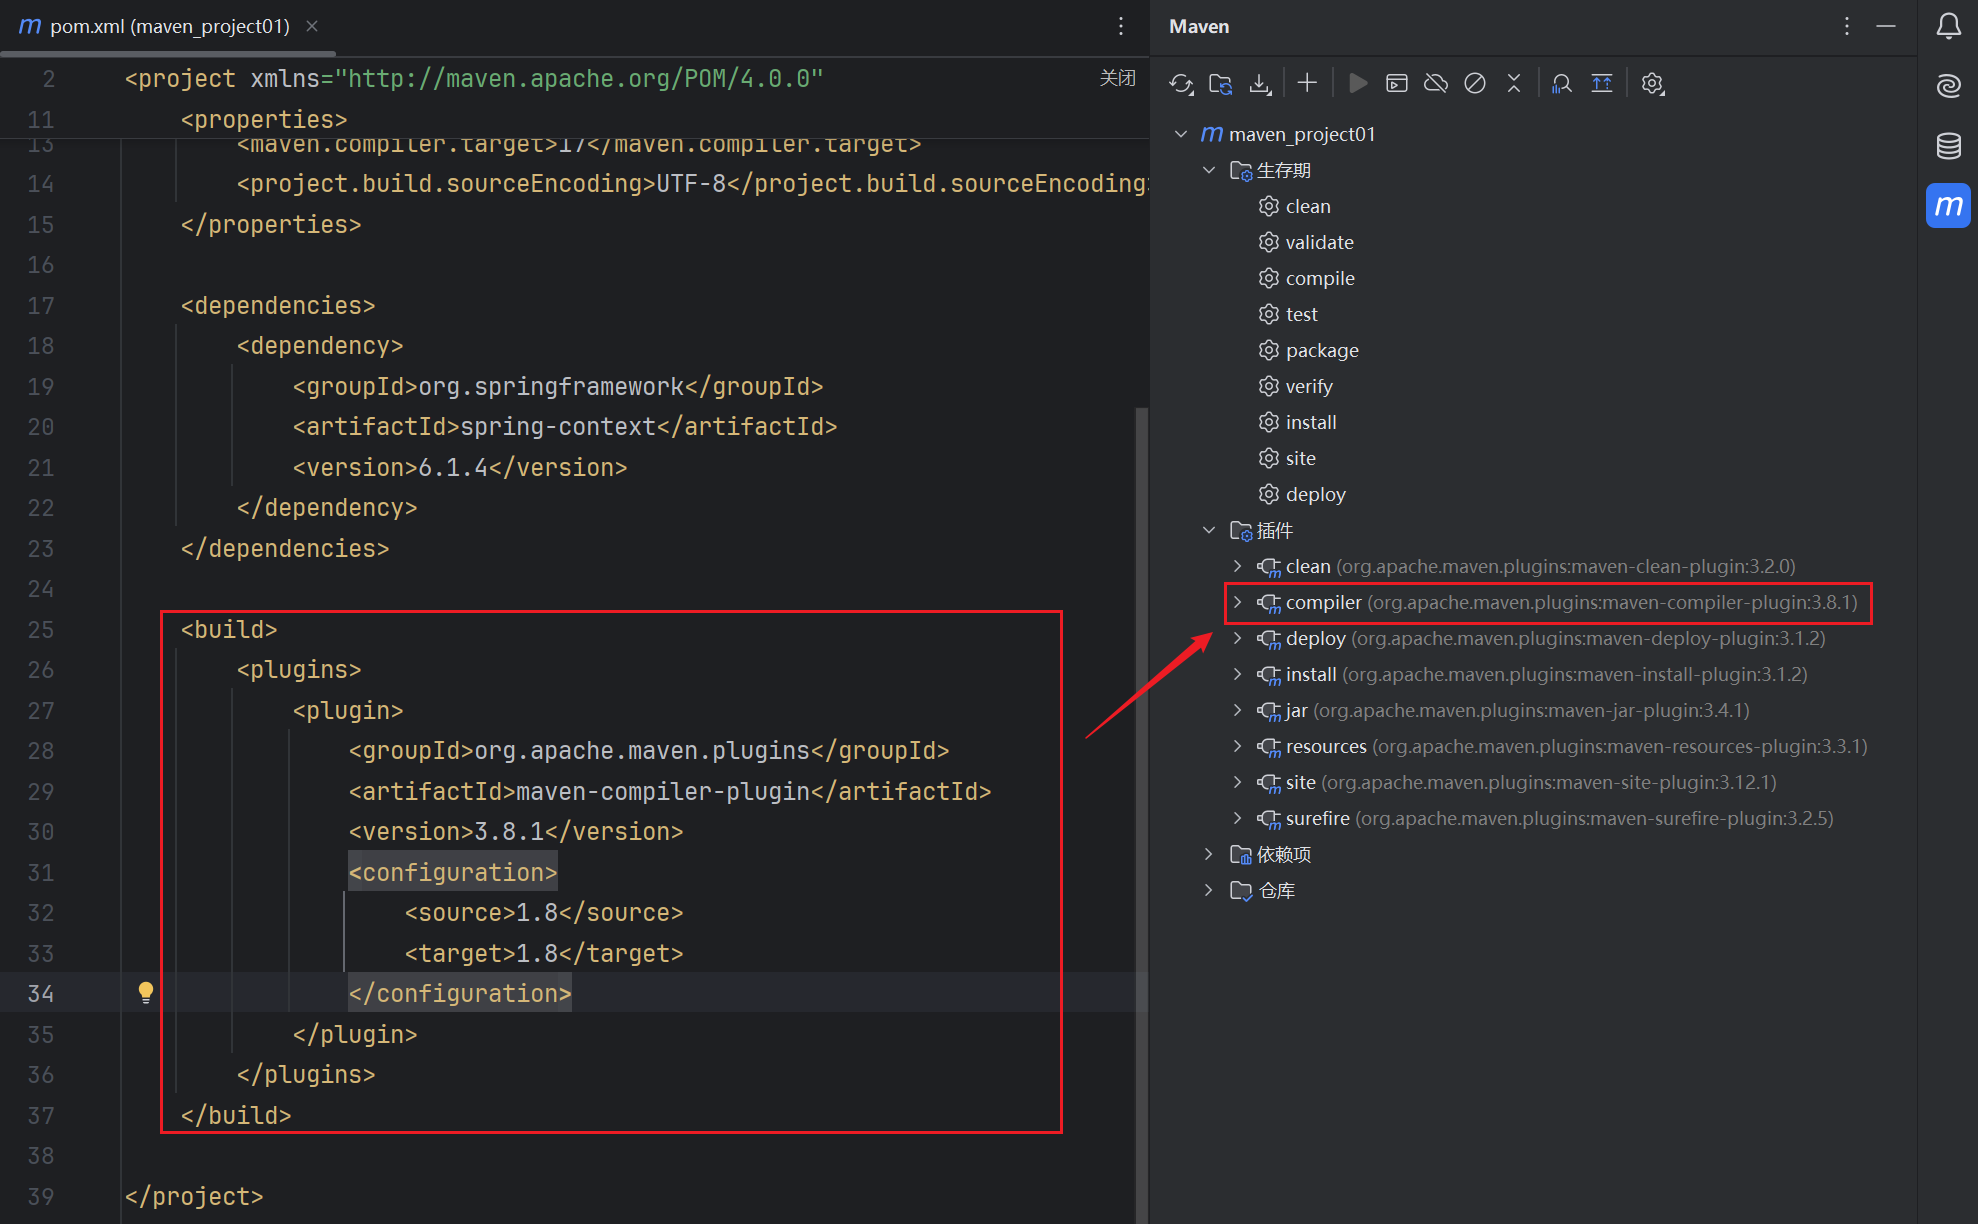 m pom.xml (maven_project01)
2 <project xmlns="http://maven.apache.org/POM/4.0.0"
关闭
11 <properties>
13 <maven.compiler.target>17</maven.compiler.target>
14 <project.build.sourceEncoding>UTF-8</project.build.sourceEncoding>
15 </properties>
16
17 <dependencies>
18 <dependency>
19 <groupId>org.springframework</groupId>
20 <artifactId>spring-context</artifactId>
21 <version>6.1.4</version>
22 </dependency>
23 </dependencies>
24
25 <build>
26 <plugins>
27 <plugin>
28 <groupId>org.apache.maven.plugins</groupId>
29 <artifactId>maven-compiler-plugin</artifactId>
30 <version>3.8.1</version>
31 <configuration>
32 <source>1.8</source>
33 <target>1.8</target>
34 </configuration>
35 </plugin>
36 </plugins>
37 </build>
38
39 </project>
Maven
m maven_project01
生存期
clean
validate
compile
test
package
verify
install
site
deploy
插件
clean (org.apache.maven.plugins:maven-clean-plugin:3.2.0)
compiler (org.apache.maven.plugins:maven-compiler-plugin:3.8.1)
deploy (org.apache.maven.plugins:maven-deploy-plugin:3.1.2)
install (org.apache.maven.plugins:maven-install-plugin:3.1.2)
jar (org.apache.maven.plugins:maven-jar-plugin:3.4.1)
resources (org.apache.maven.plugins:maven-resources-plugin:3.3.1)
site (org.apache.maven.plugins:maven-site-plugin:3.12.1)
surefire (org.apache.maven.plugins:maven-surefire-plugin:3.2.5)
依赖项
仓库
m